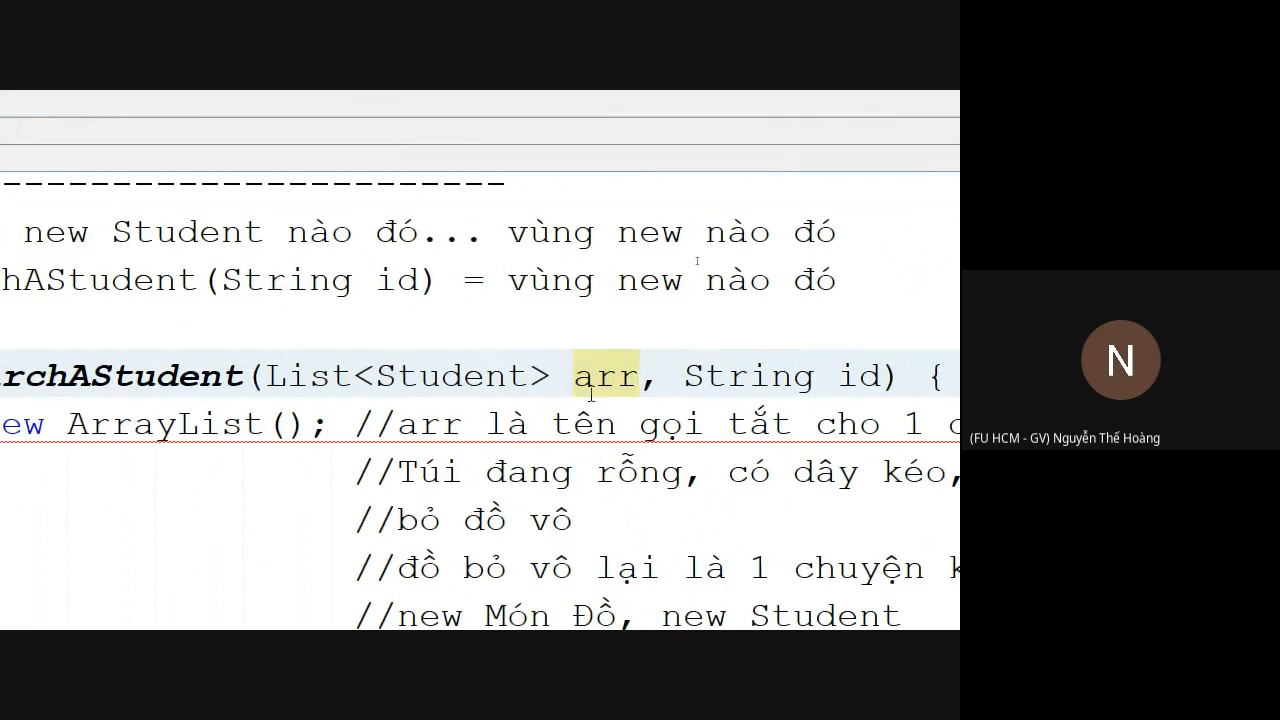 -----------------------
new Student nào đó... vùng new nào đó
hAStudent(String id) = vùng new nào đó
rchAStudent(List<Student> arr, String id) {
ew ArrayList(); //arr là tên gọi tắt cho 1
//Túi đang rỗng, có dây kéo,
//bỏ đồ vô
//đồ bỏ vô lại là 1 chuyện
//new Món Đồ, new Student
N
(FU HCM - GV) Nguyễn Thế Hoàng